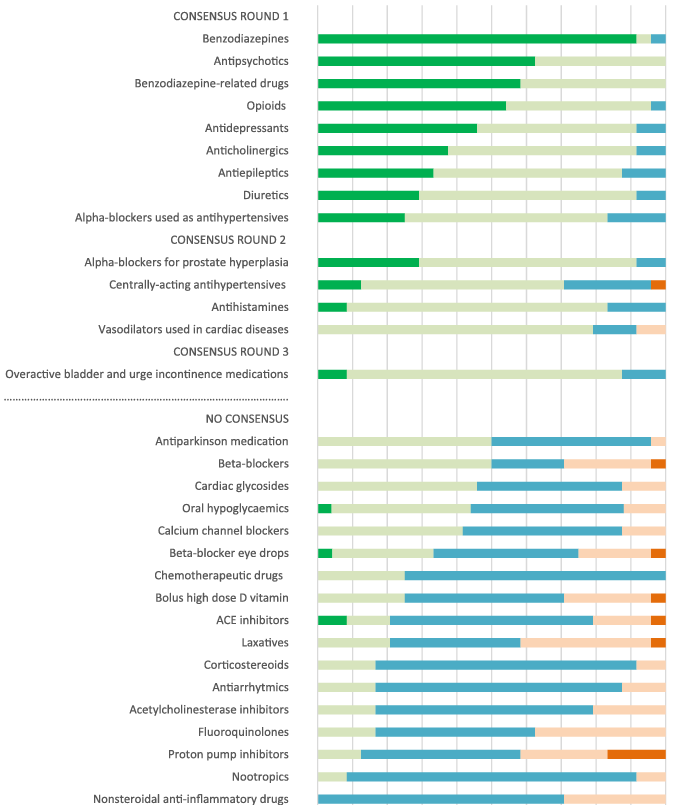 CONSENSUS ROUND 1
Benzodiazepines
Antipsychotics
Benzodiazepine-related drugs
Opioids
Antidepressants
Anticholinergics
Antiepileptics
Diuretics
Alpha-blockers used as antihypertensives
CONSENSUS ROUND 2
Alpha-blockers for prostate hyperplasia
Centrally-acting antihypertensives
Antihistamines
Vasodilators used in cardiac diseases
CONSENSUS ROUND 3
Overactive bladder and urge incontinence medications
NO CONSENSUS
Antiparkinson medication
Beta-blockers
Cardiac glycosides
Oral hypoglycaemics
Calcium channel blockers
Beta-blocker eye drops
Chemotherapeutic drugs
Bolus high dose D vitamin
ACE inhibitors
Laxatives
Corticostereoids
Antiarrhytmics
Acetylcholinesterase inhibitors
Fluoroquinolones
Proton pump inhibitors
Nootropics
Nonsteroidal anti-inflammatory drugs